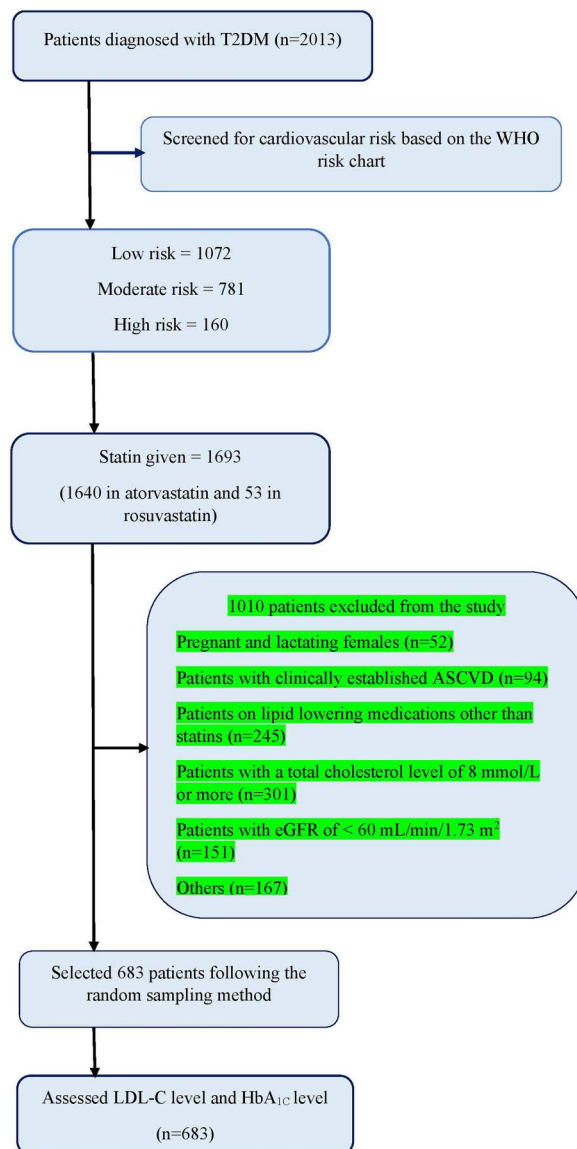 Patients diagnosed with T2DM (n=2013)
Screened for cardiovascular risk based on the WHO
risk chart
Low risk = 1072
Moderate risk = 781
High risk = 160
Statin given = 1693
(1640 in atorvastatin and 53 in
rosuvastatin)
1010 patients excluded from the study
Pregnant and lactating females (n=52)
Patients with clinically established ASCVD (n=94)
Patients on lipid lowering medications other than
statins (n=245)
Patients with a total cholesterol level of 8 mmol/L
or more (n=301)
Patients with eGFR of < 60 mL/min/1.73 m²
(n=151)
Others (n=167)
Selected 683 patients following the
random sampling method
Assessed LDL-C level and HbA1C level
(n=683)